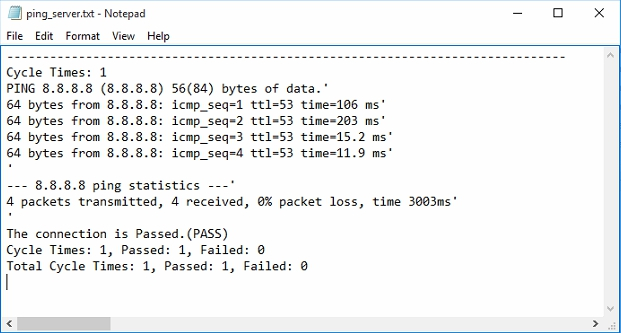 ping_server.txt - Notepad
File Edit Format View Help
------------------------------------------------------------------------------
Cycle Times: 1
PING 8.8.8.8 (8.8.8.8) 56(84) bytes of data.'
64 bytes from 8.8.8.8: icmp_seq=1 ttl=53 time=106 ms'
64 bytes from 8.8.8.8: icmp_seq=2 ttl=53 time=203 ms'
64 bytes from 8.8.8.8: icmp_seq=3 ttl=53 time=15.2 ms'
64 bytes from 8.8.8.8: icmp_seq=4 ttl=53 time=11.9 ms'
'
--- 8.8.8.8 ping statistics ---'
4 packets transmitted, 4 received, 0% packet loss, time 3003ms'
'
The connection is Passed.(PASS)
Cycle Times: 1, Passed: 1, Failed: 0
Total Cycle Times: 1, Passed: 1, Failed: 0